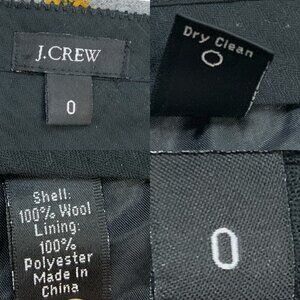 J.CREW
0
Dry Clean
Shell:
100% Wool
Lining:
100%
Polyester
Made In
China
0